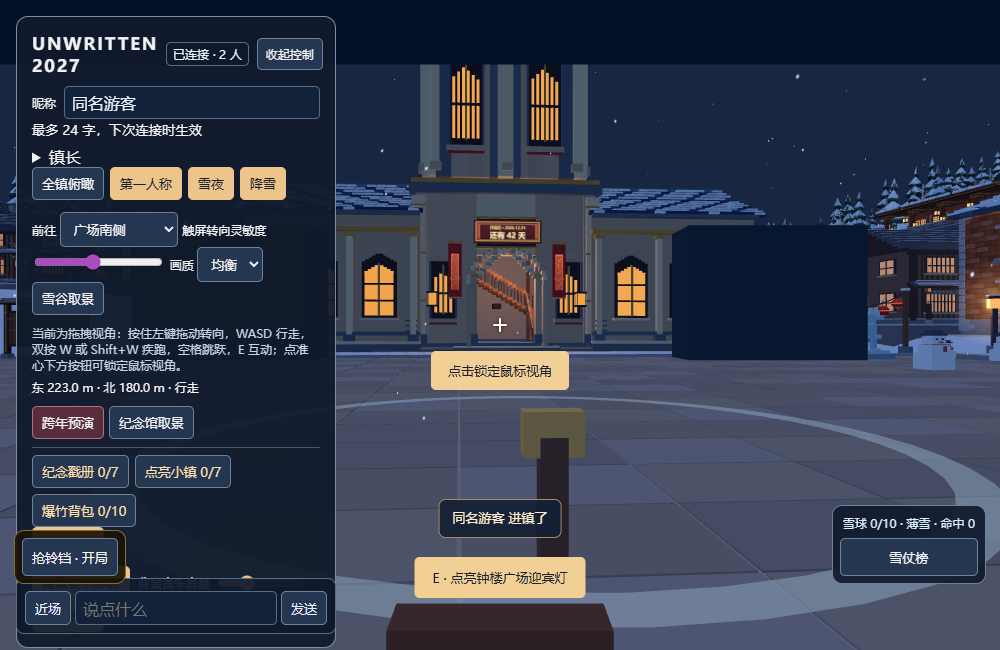 UNWRITTEN
2027
已连接 · 2 人
收起控制
昵称
同名游客
最多 24 字，下次连接时生效
▶ 镇长
全镇俯瞰
第一人称
雪夜
降雪
前往
广场南侧
触屏转向灵敏度
画质
均衡
雪谷取景
当前为拖拽视角：按住左键拖动转向，WASD 行走，
双按 W 或 Shift+W 疾跑，空格跳跃，E 互动；点准
心下方按钮可锁定鼠标视角。
东 223.0 m · 北 180.0 m · 行走
跨年预演
纪念馆取景
纪念戳册 0/7
点亮小镇 0/7
爆竹背包 0/10
抢铃铛 · 开局
近场
说点什么
发送
还有 42 天
点击锁定鼠标视角
同名游客 进镇了
E · 点亮钟楼广场迎宾灯
雪球 0/10 · 薄雪 · 命中 0
雪仗榜